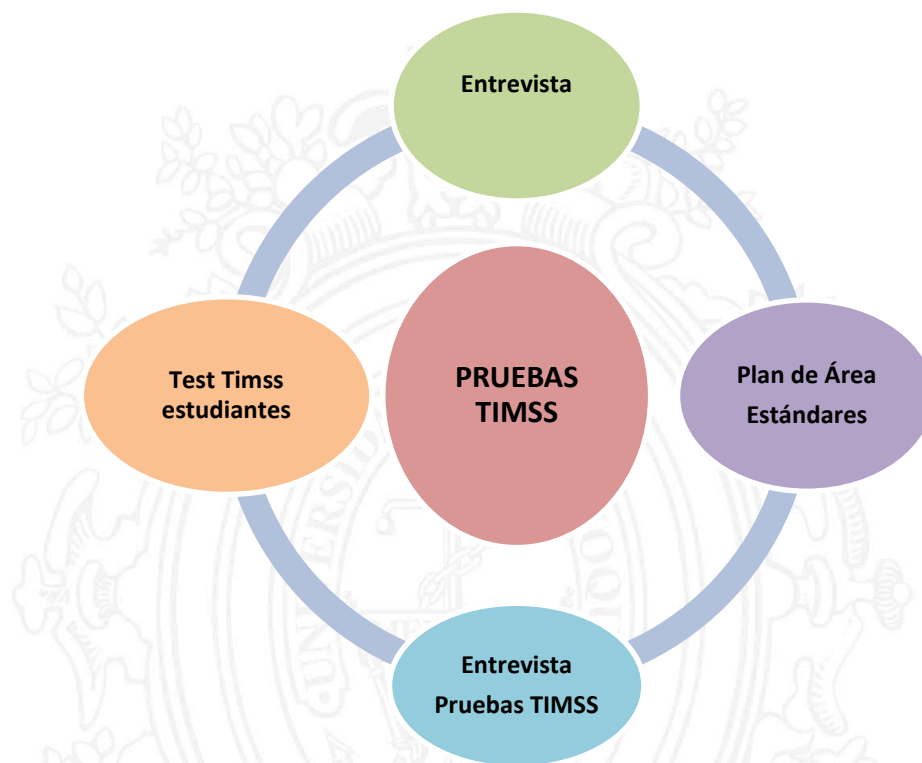 Entrevista
Test Timss
estudiantes
PRUEBAS
TIMSS
Plan de Área
Estándares
Entrevista
Pruebas TIMSS